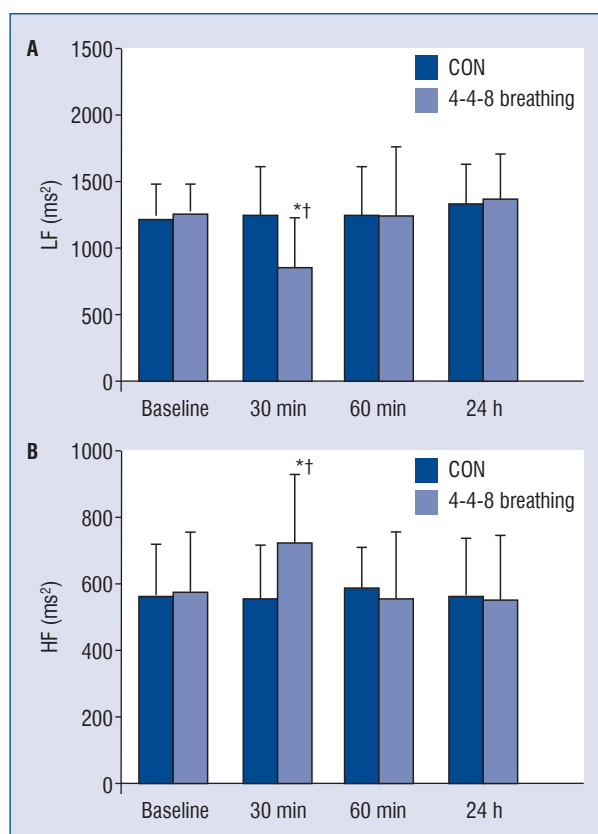 A
1500
2000
1500
1000
500
0
LF (ms²)
CON
4-4-8 breathing
*†
Baseline 30 min 60 min 24 h
B
1000
800
600
400
200
0
HF (ms²)
CON
4-4-8 breathing
*†
Baseline 30 min 60 min 24 h